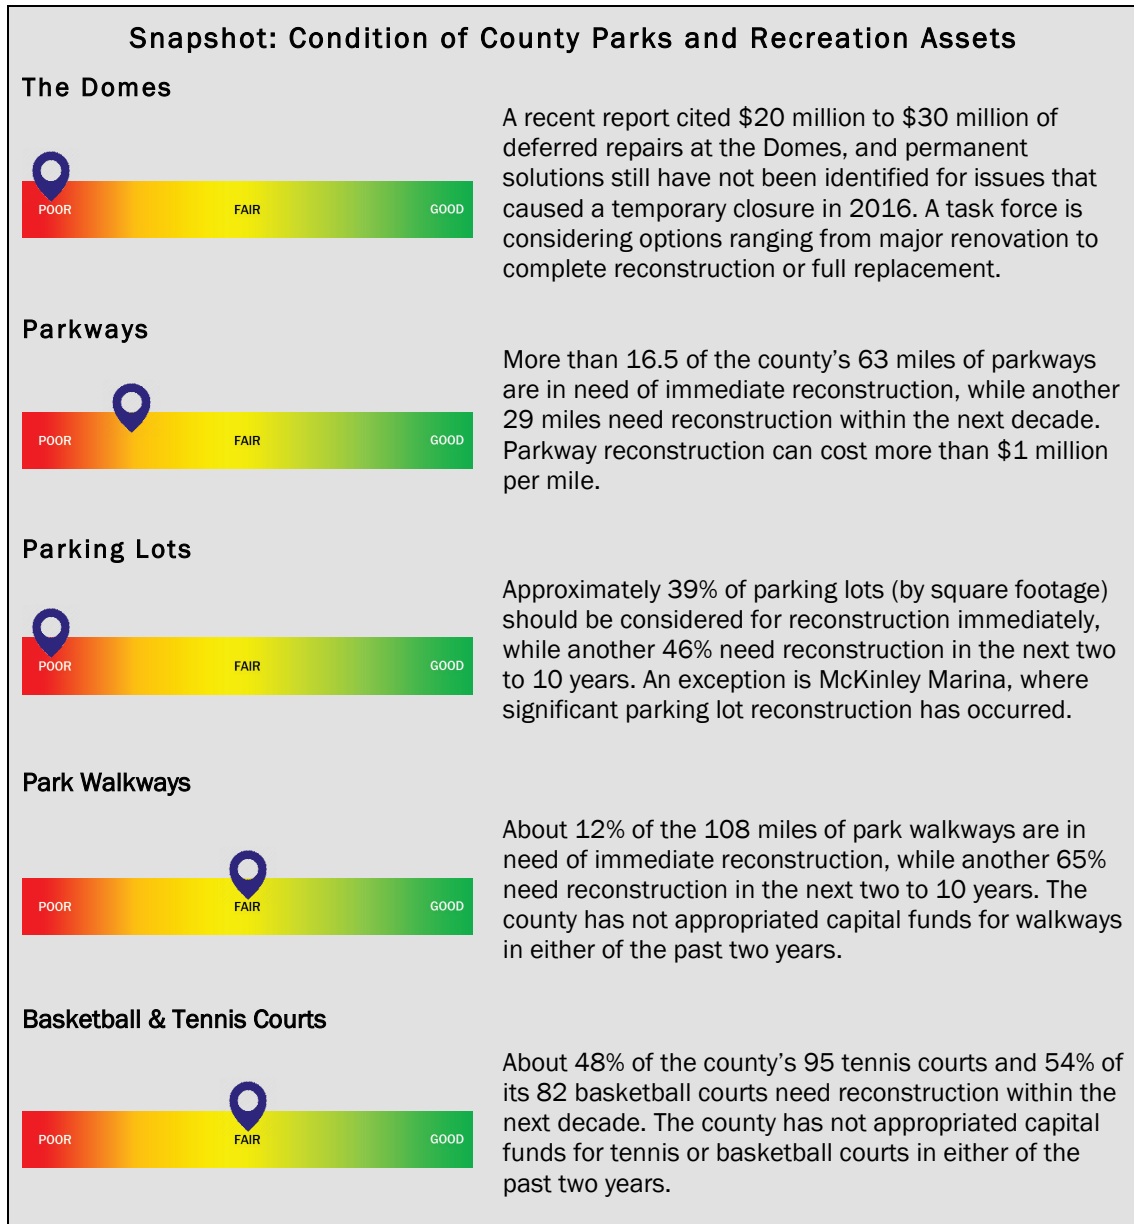 Snapshot: Condition of County Parks and Recreation Assets
The Domes
POOR FAIR GOOD
A recent report cited $20 million to $30 million of
deferred repairs at the Domes, and permanent
solutions still have not been identified for issues that
caused a temporary closure in 2016. A task force is
considering options ranging from major renovation to
complete reconstruction or full replacement.
Parkways
POOR FAIR GOOD
More than 16.5 of the county’s 63 miles of parkways
are in need of immediate reconstruction, while another
29 miles need reconstruction within the next decade.
Parkway reconstruction can cost more than $1 million
per mile.
Parking Lots
POOR FAIR GOOD
Approximately 39% of parking lots (by square footage)
should be considered for reconstruction immediately,
while another 46% need reconstruction in the next two
to 10 years. An exception is McKinley Marina, where
significant parking lot reconstruction has occurred.
Park Walkways
POOR FAIR GOOD
About 12% of the 108 miles of park walkways are in
need of immediate reconstruction, while another 65%
need reconstruction in the next two to 10 years. The
county has not appropriated capital funds for walkways
in either of the past two years.
Basketball & Tennis Courts
POOR FAIR GOOD
About 48% of the county’s 95 tennis courts and 54% of
its 82 basketball courts need reconstruction within the
next decade. The county has not appropriated capital
funds for tennis or basketball courts in either of the
past two years.